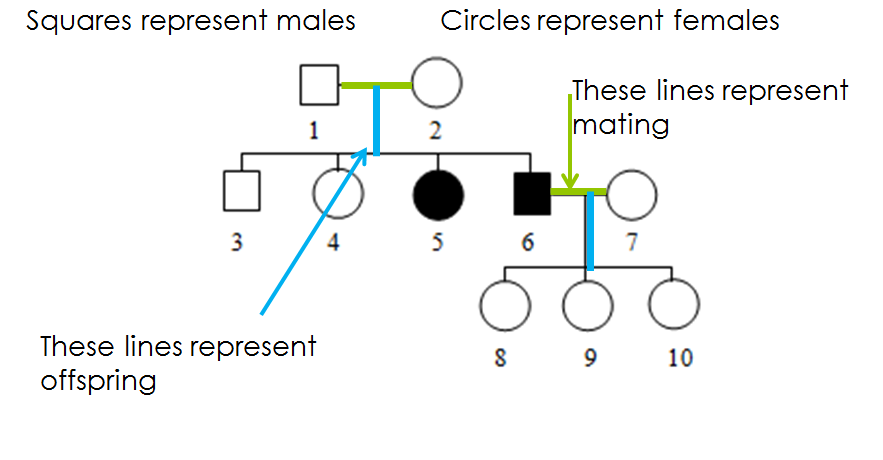 Squares represent males
Circles represent females
These lines represent
mating
1
2
3
4
5
6
7
These lines represent
offspring
8
9
10